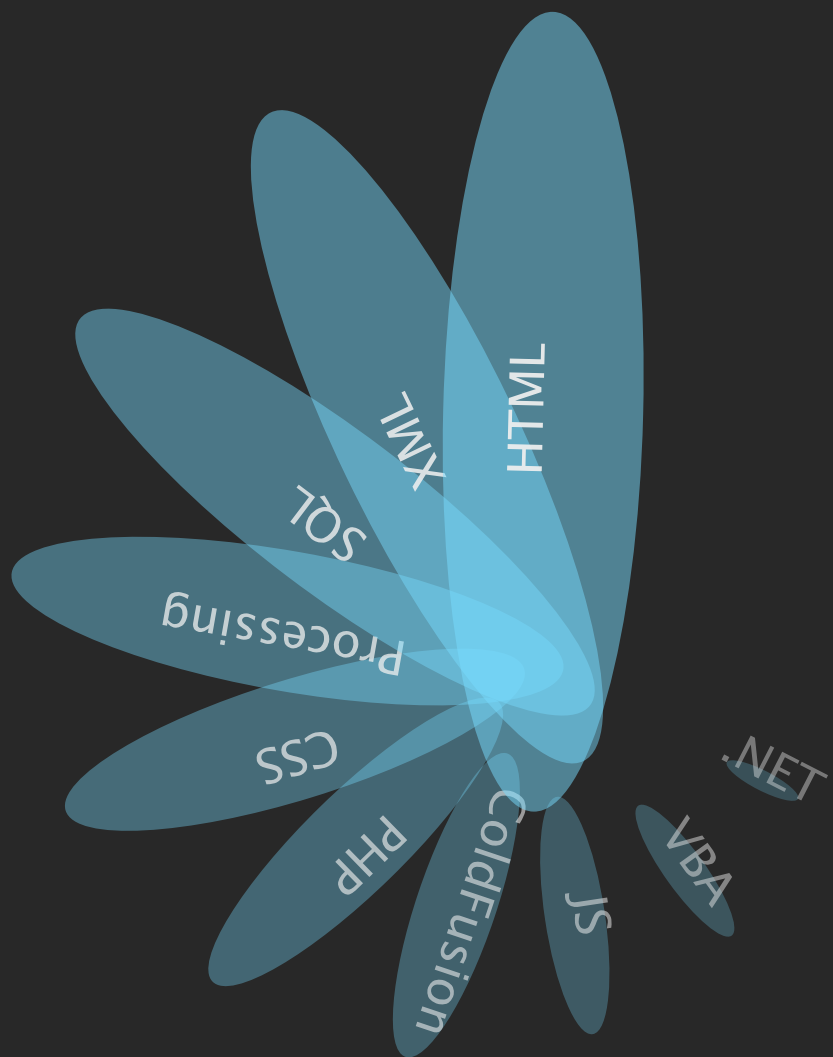 HTML
XML
SQL
Processing
CSS
PHP
ColdFusion
JS
VBA
.NET